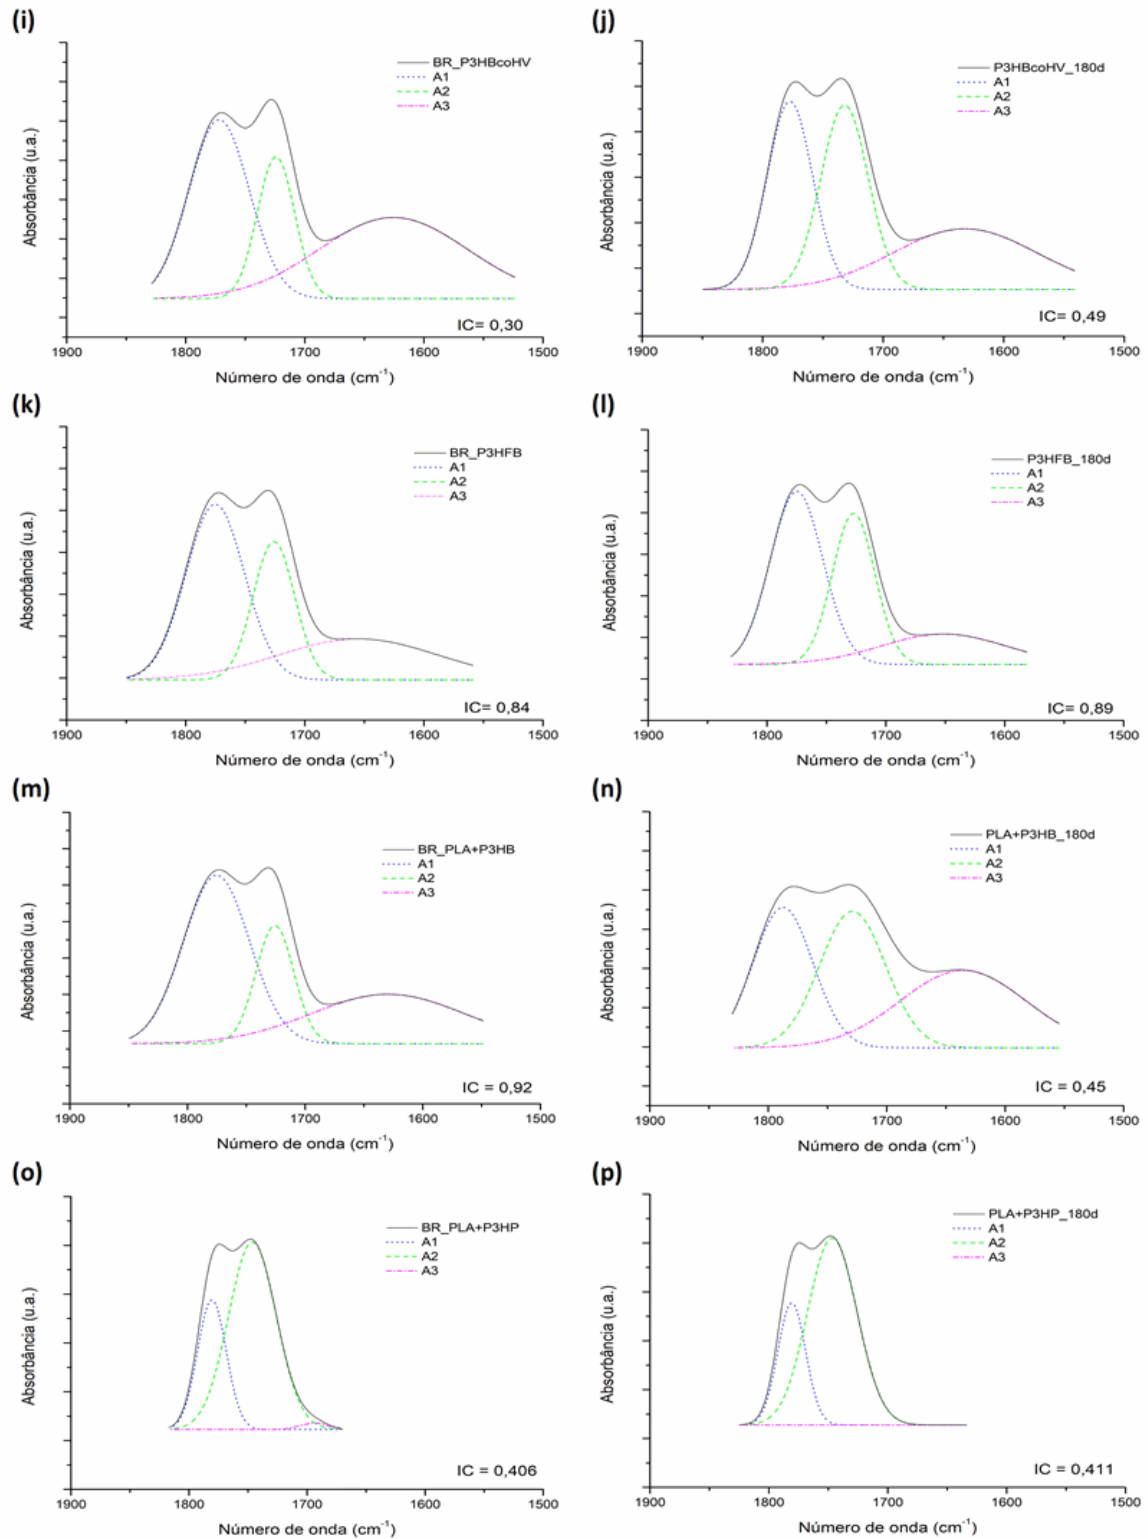 (i)
BR_P3HBcoHV
A1
A2
A3
Absorbância (u.a.)
IC= 0,30
1900 1800 1700 1600 1500
Número de onda (cm⁻¹)
(j)
P3HBcoHV_180d
A1
A2
A3
Absorbância (u.a.)
IC= 0,49
1900 1800 1700 1600 1500
Número de onda (cm⁻¹)
(k)
BR_P3HFB
A1
A2
A3
Absorbância (u.a.)
IC= 0,84
1900 1800 1700 1600 1500
Número de onda (cm⁻¹)
(l)
P3HFB_180d
A1
A2
A3
Absorbância (u.a.)
IC= 0,89
1900 1800 1700 1600 1500
Número de onda (cm⁻¹)
(m)
BR_PLA+P3HB
A1
A2
A3
Absorbância (u.a.)
IC = 0,92
1900 1800 1700 1600 1500
Número de onda (cm⁻¹)
(n)
PLA+P3HB_180d
A1
A2
A3
Absorbância (u.a.)
IC = 0,45
1900 1800 1700 1600 1500
Número de onda (cm⁻¹)
(o)
BR_PLA+P3HP
A1
A2
A3
Absorbância (u.a.)
IC = 0,406
1900 1800 1700 1600 1500
Número de onda (cm⁻¹)
(p)
PLA+P3HP_180d
A1
A2
A3
Absorbância (u.a.)
IC = 0,411
1900 1800 1700 1600 1500
Número de onda (cm⁻¹)